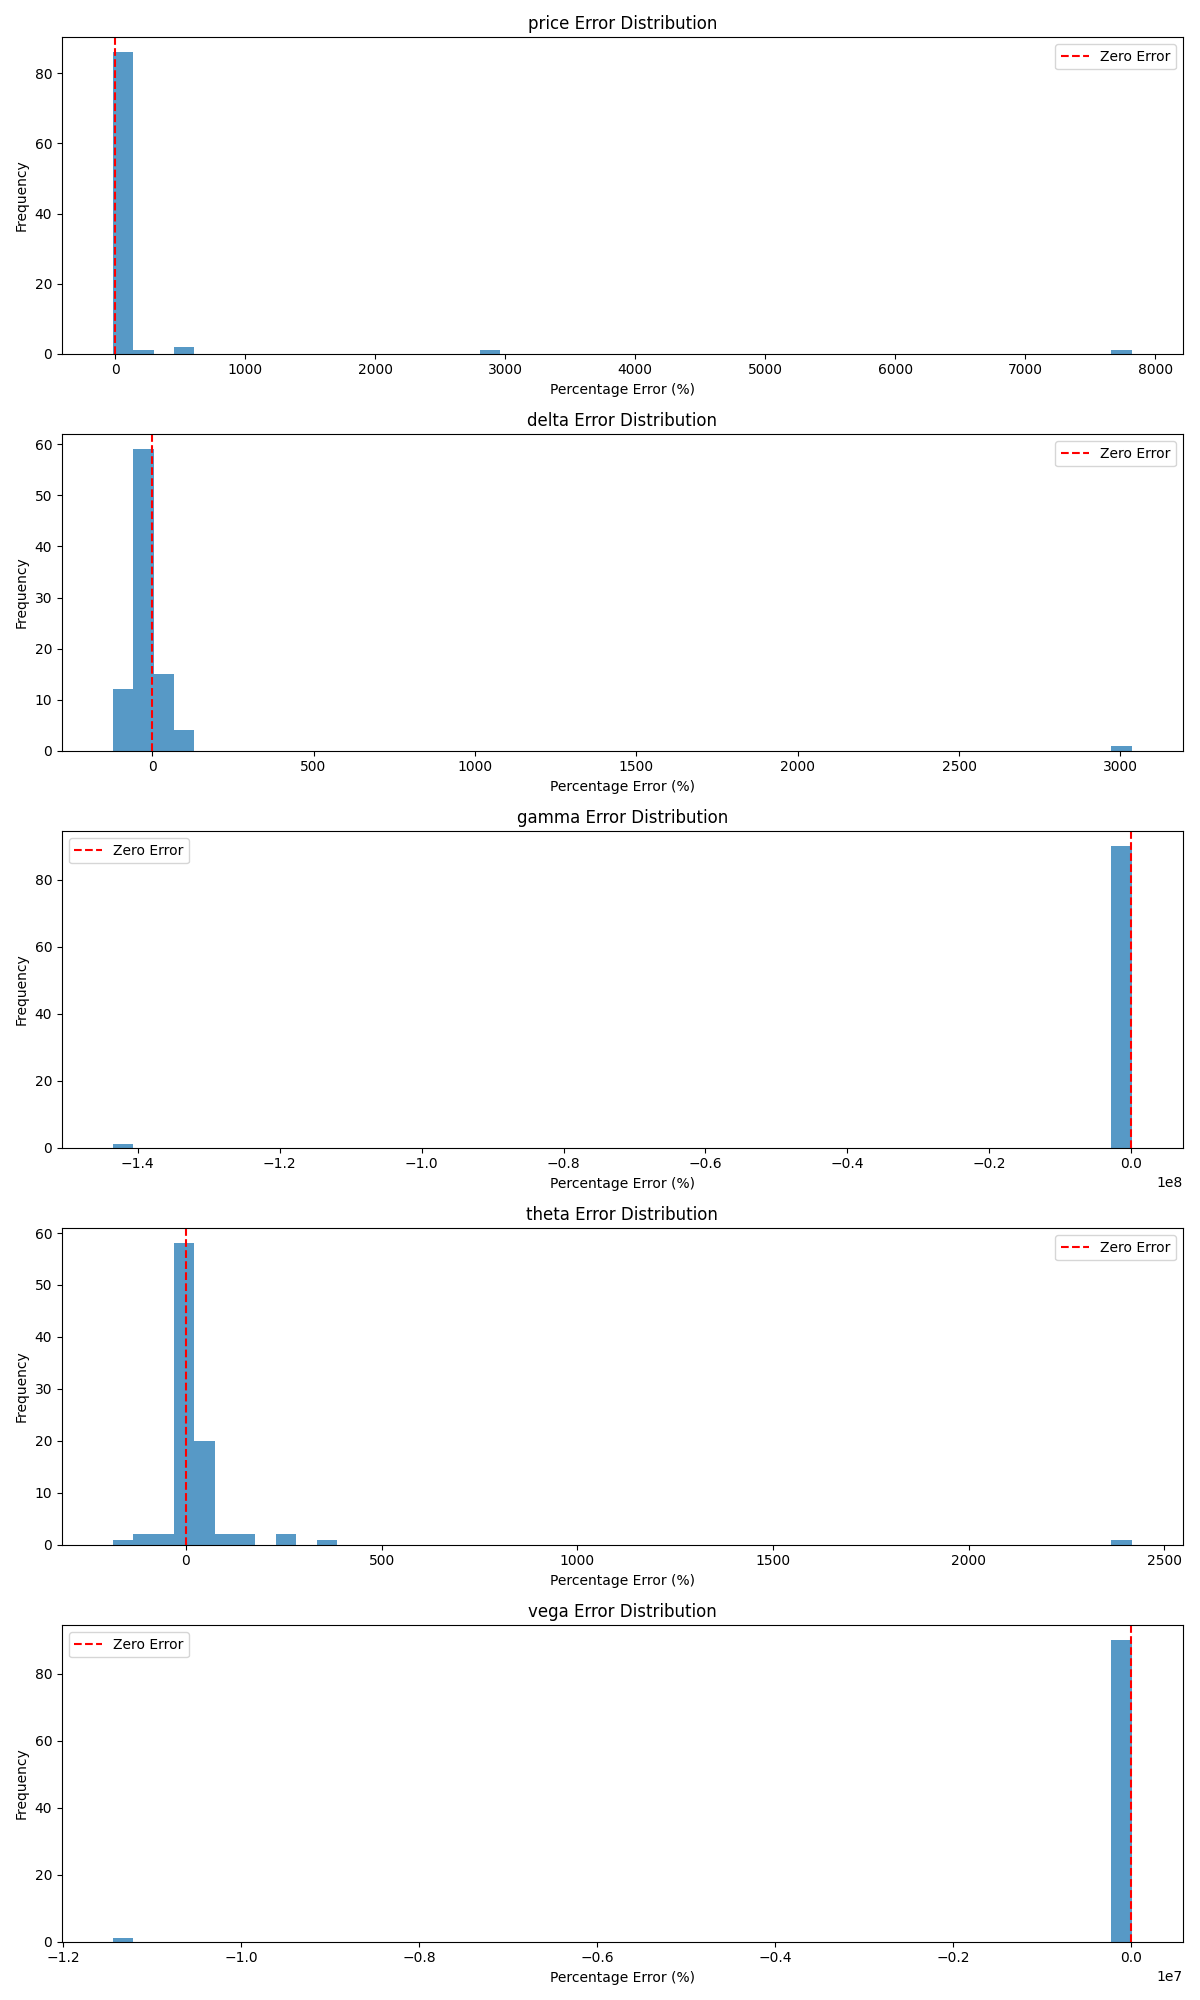 price Error Distribution
Zero Error
Frequency
80
60
40
20
0
0 1000 2000 3000 4000 5000 6000 7000 8000
Percentage Error (%)
delta Error Distribution
Zero Error
Frequency
60
50
40
30
20
10
0
0 500 1000 1500 2000 2500 3000
Percentage Error (%)
gamma Error Distribution
Zero Error
Frequency
80
60
40
20
0
−1.4 −1.2 −1.0 −0.8 −0.6 −0.4 −0.2 0.0
1e8
Percentage Error (%)
theta Error Distribution
Zero Error
Frequency
60
50
40
30
20
10
0
0 500 1000 1500 2000 2500
Percentage Error (%)
vega Error Distribution
Zero Error
Frequency
80
60
40
20
0
−1.2 −1.0 −0.8 −0.6 −0.4 −0.2 0.0
1e7
Percentage Error (%)